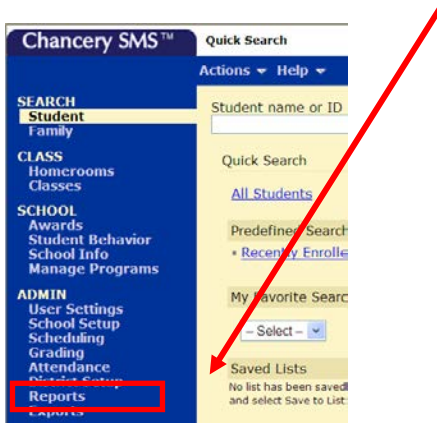 Chancery SMS™
Quick Search
Actions Help
SEARCH
Student
Family
CLASS
Homerooms
Classes
SCHOOL
Awards
Student Behavior
School Info
Manage Programs
ADMIN
User Settings
School Setup
Scheduling
Grading
Attendance
District Setup
Reports
Exports
Student name or ID
Quick Search
All Students
Predefined Search
Recently Enrolle
My Favorite Searc
-- Select --
Saved Lists
No list has been saved
and select Save to List